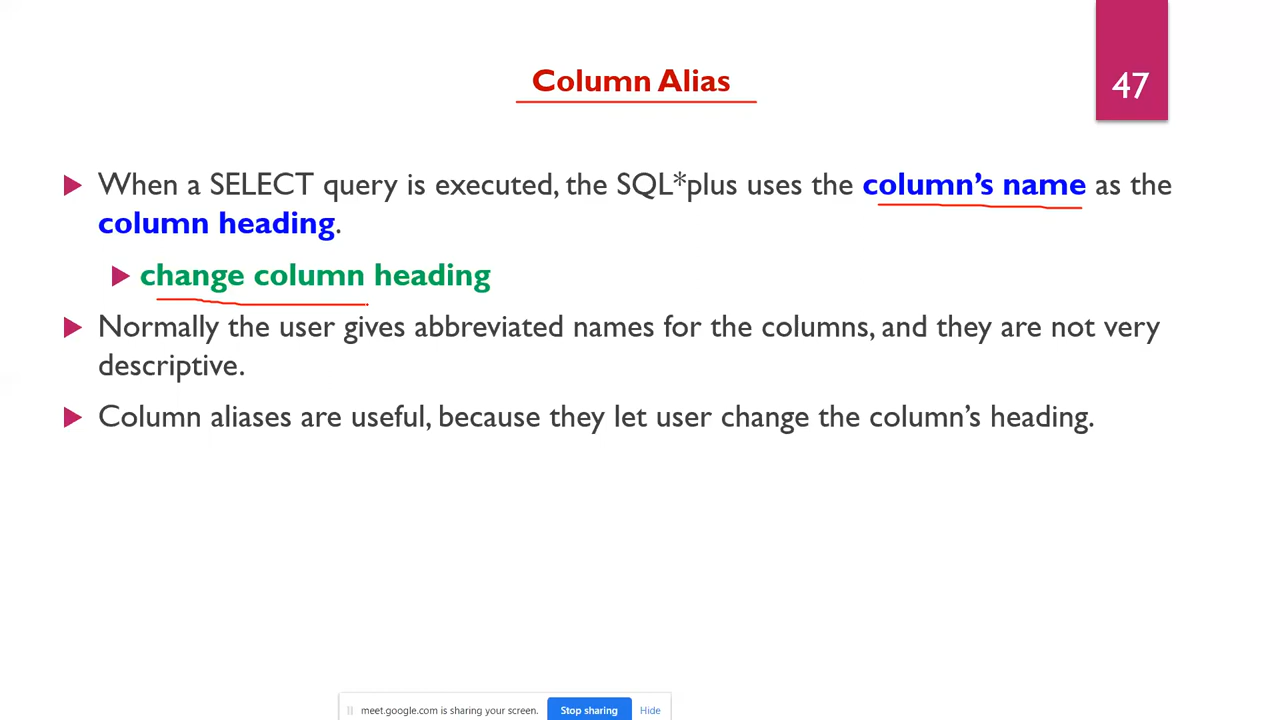 Column Alias
47
When a SELECT query is executed, the SQL*plus uses the column's name as the
column heading.
change column heading
Normally the user gives abbreviated names for the columns, and they are not very
descriptive.
Column aliases are useful, because they let user change the column's heading.
meet.google.com is sharing your screen. Stop sharing Hide